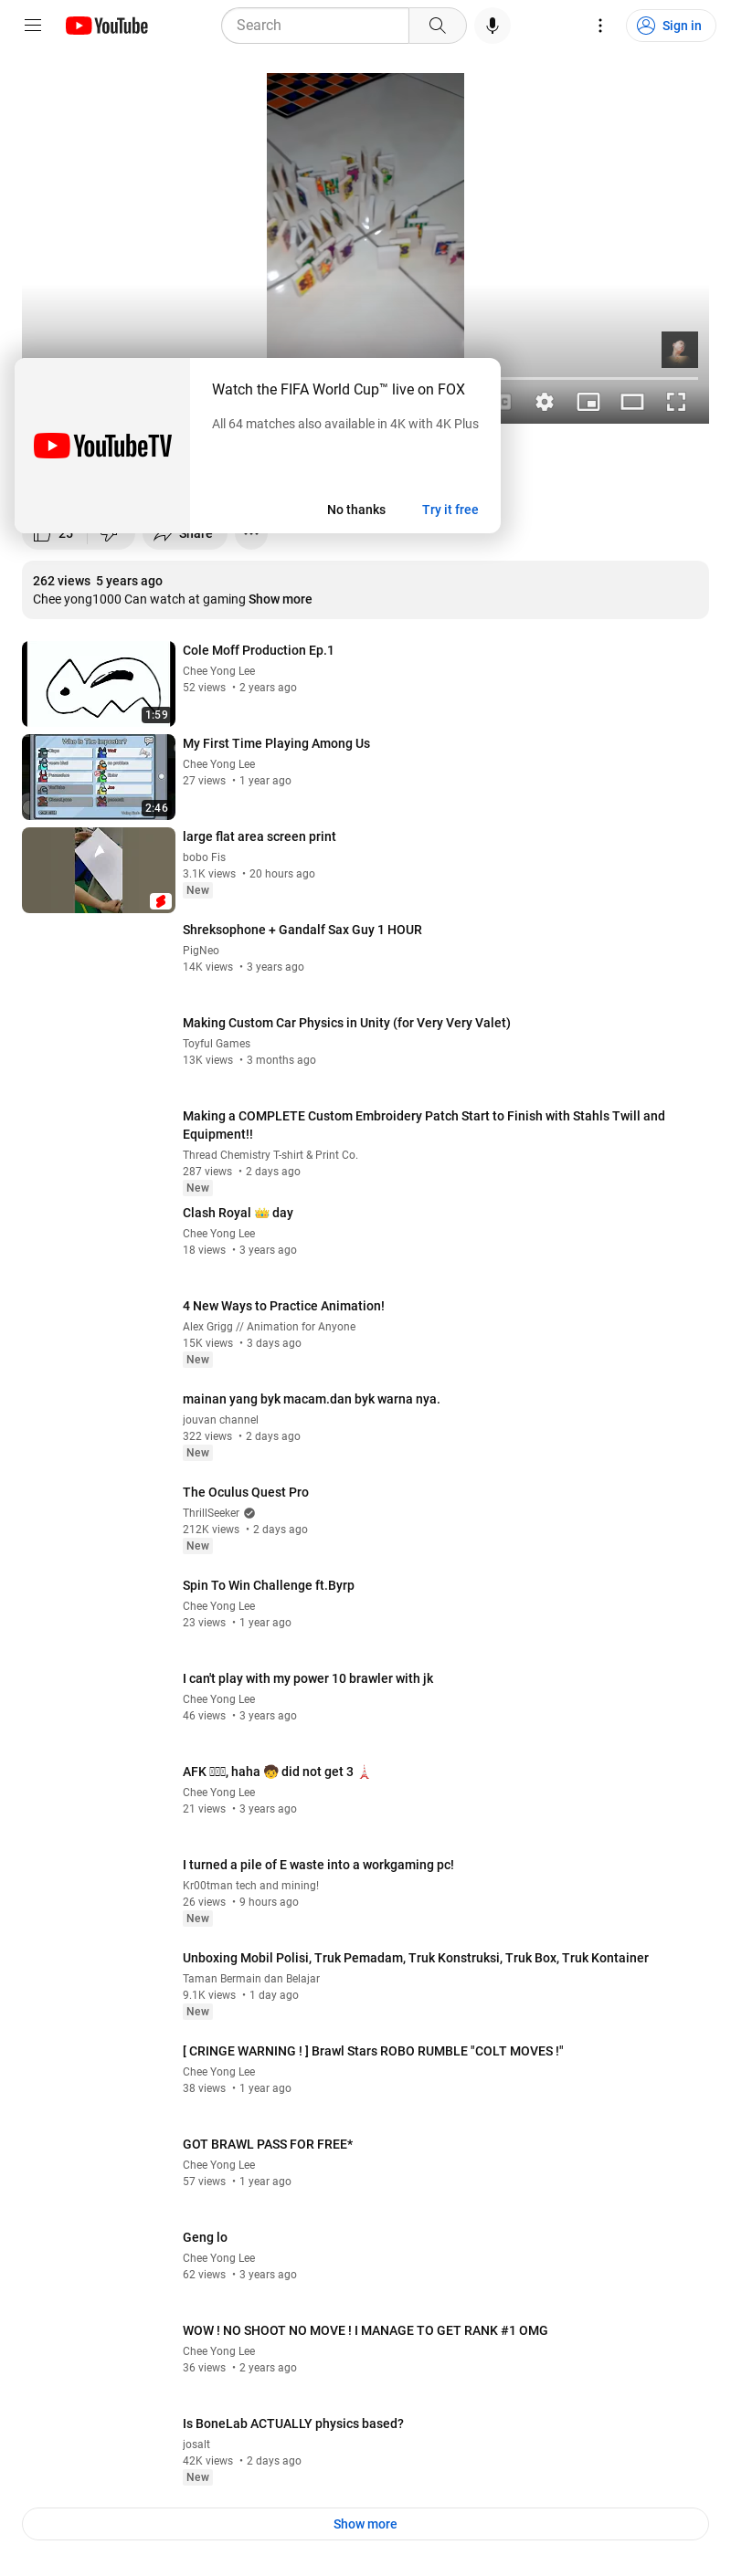 YouTube
Search
Sign in
Watch the FIFA World Cup™ live on FOX
All 64 matches also available in 4K with 4K Plus
YouTubeTV
No thanks
Try it free
25
Share
262 views 5 years ago
Chee yong1000 Can watch at gaming Show more
Cole Moff Production Ep.1
Chee Yong Lee
52 views • 2 years ago
1:59
My First Time Playing Among Us
Chee Yong Lee
27 views • 1 year ago
Who Is The Impostor?
2:46
large flat area screen print
bobo Fis
3.1K views • 20 hours ago
New
Shreksophone + Gandalf Sax Guy 1 HOUR
PigNeo
14K views • 3 years ago
Making Custom Car Physics in Unity (for Very Very Valet)
Toyful Games
13K views • 3 months ago
Making a COMPLETE Custom Embroidery Patch Start to Finish with Stahls Twill and
Equipment!!
Thread Chemistry T-shirt & Print Co.
287 views • 2 days ago
New
Clash Royal 👑 day
Chee Yong Lee
18 views • 3 years ago
4 New Ways to Practice Animation!
Alex Grigg // Animation for Anyone
15K views • 3 days ago
New
mainan yang byk macam.dan byk warna nya.
jouvan channel
322 views • 2 days ago
New
The Oculus Quest Pro
ThrillSeeker
212K views • 2 days ago
New
Spin To Win Challenge ft.Byrp
Chee Yong Lee
23 views • 1 year ago
I can't play with my power 10 brawler with jk
Chee Yong Lee
46 views • 3 years ago
AFK , haha 🧒 did not get 3 🗼
Chee Yong Lee
21 views • 3 years ago
I turned a pile of E waste into a workgaming pc!
Kr00tman tech and mining!
26 views • 9 hours ago
New
Unboxing Mobil Polisi, Truk Pemadam, Truk Konstruksi, Truk Box, Truk Kontainer
Taman Bermain dan Belajar
9.1K views • 1 day ago
New
[ CRINGE WARNING ! ] Brawl Stars ROBO RUMBLE "COLT MOVES !"
Chee Yong Lee
38 views • 1 year ago
GOT BRAWL PASS FOR FREE*
Chee Yong Lee
57 views • 1 year ago
Geng lo
Chee Yong Lee
62 views • 3 years ago
WOW ! NO SHOOT NO MOVE ! I MANAGE TO GET RANK #1 OMG
Chee Yong Lee
36 views • 2 years ago
Is BoneLab ACTUALLY physics based?
josalt
42K views • 2 days ago
New
Show more